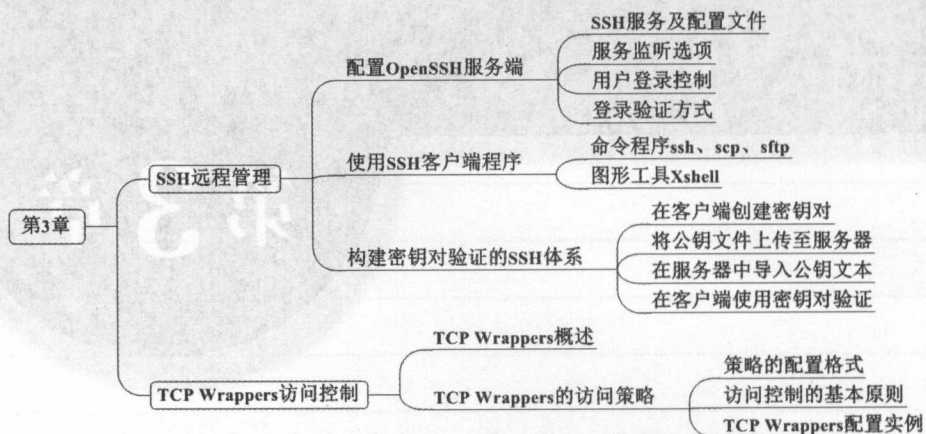 第3章
SSH远程管理
配置OpenSSH服务端
SSH服务及配置文件
服务监听选项
用户登录控制
登录验证方式
使用SSH客户端程序
命令程序ssh、scp、sftp
图形工具Xshell
构建密钥对验证的SSH体系
在客户端创建密钥对
将公钥文件上传至服务器
在服务器中导入公钥文本
在客户端使用密钥对验证
TCP Wrappers访问控制
TCP Wrappers概述
TCP Wrappers的访问策略
策略的配置格式
访问控制的基本原则
TCP Wrappers配置实例